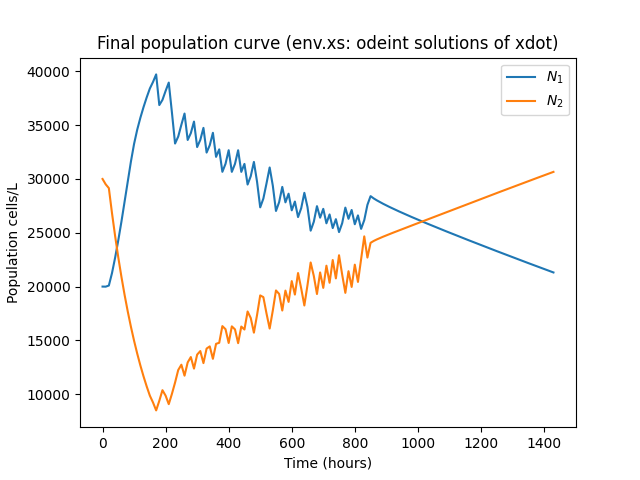 Final population curve (env.xs: odeint solutions of xdot)
N₁
N₂
Population cells/L
40000
35000
30000
25000
20000
15000
10000
0 200 400 600 800 1000 1200 1400
Time (hours)